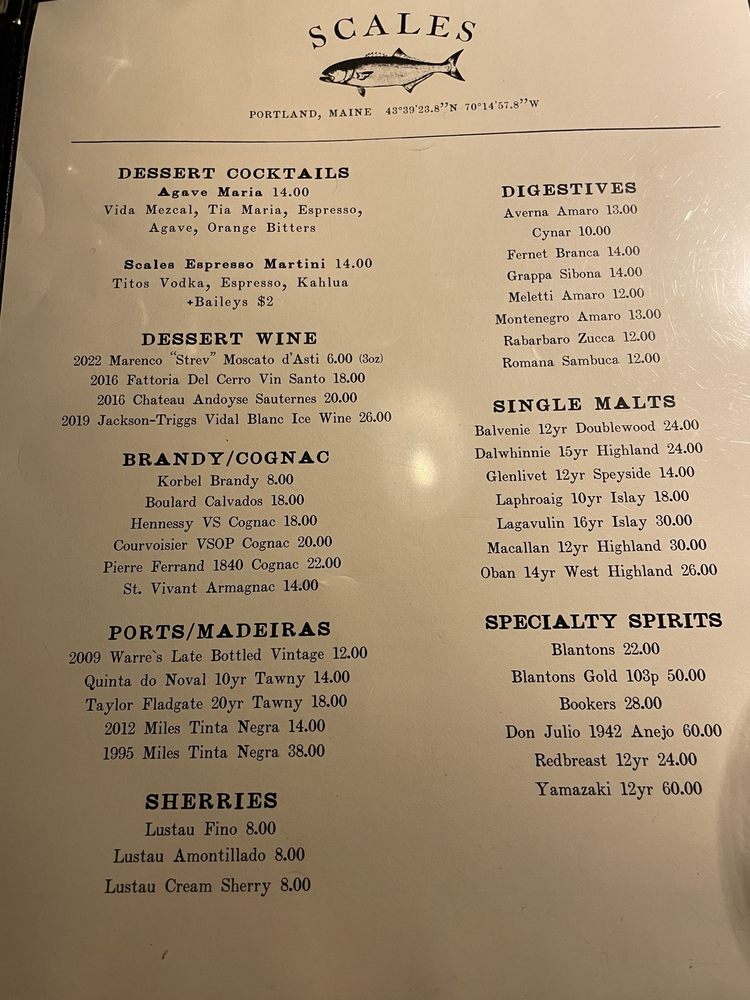 SCALES
PORTLAND, MAINE 43°39'23.8"N 70°14'57.8"W
DESSERT COCKTAILS
Agave Maria 14.00
Vida Mezcal, Tia Maria, Espresso,
Agave, Orange Bitters
Scales Espresso Martini 14.00
Titos Vodka, Espresso, Kahlua
+Baileys $2
DESSERT WINE
2022 Marenco "Strev" Moscato d'Asti 6.00 (3oz)
2016 Fattoria Del Cerro Vin Santo 18.00
2016 Chateau Andoyse Sauternes 20.00
2019 Jackson-Triggs Vidal Blanc Ice Wine 26.00
BRANDY/COGNAC
Korbel Brandy 8.00
Boulard Calvados 18.00
Hennessy VS Cognac 18.00
Courvoisier VSOP Cognac 20.00
Pierre Ferrand 1840 Cognac 22.00
St. Vivant Armagnac 14.00
PORTS/MADEIRAS
2009 Warre`s Late Bottled Vintage 12.00
Quinta do Noval 10yr Tawny 14.00
Taylor Fladgate 20yr Tawny 18.00
2012 Miles Tinta Negra 14.00
1995 Miles Tinta Negra 38.00
SHERRIES
Lustau Fino 8.00
Lustau Amontillado 8.00
Lustau Cream Sherry 8.00
DIGESTIVES
Averna Amaro 13.00
Cynar 10.00
Fernet Branca 14.00
Grappa Sibona 14.00
Meletti Amaro 12.00
Montenegro Amaro 13.00
Rabarbaro Zucca 12.00
Romana Sambuca 12.00
SINGLE MALTS
Balvenie 12yr Doublewood 24.00
Dalwhinnie 15yr Highland 24.00
Glenlivet 12yr Speyside 14.00
Laphroaig 10yr Islay 18.00
Lagavulin 16yr Islay 30.00
Macallan 12yr Highland 30.00
Oban 14yr West Highland 26.00
SPECIALTY SPIRITS
Blantons 22.00
Blantons Gold 103p 50.00
Bookers 28.00
Don Julio 1942 Anejo 60.00
Redbreast 12yr 24.00
Yamazaki 12yr 60.00